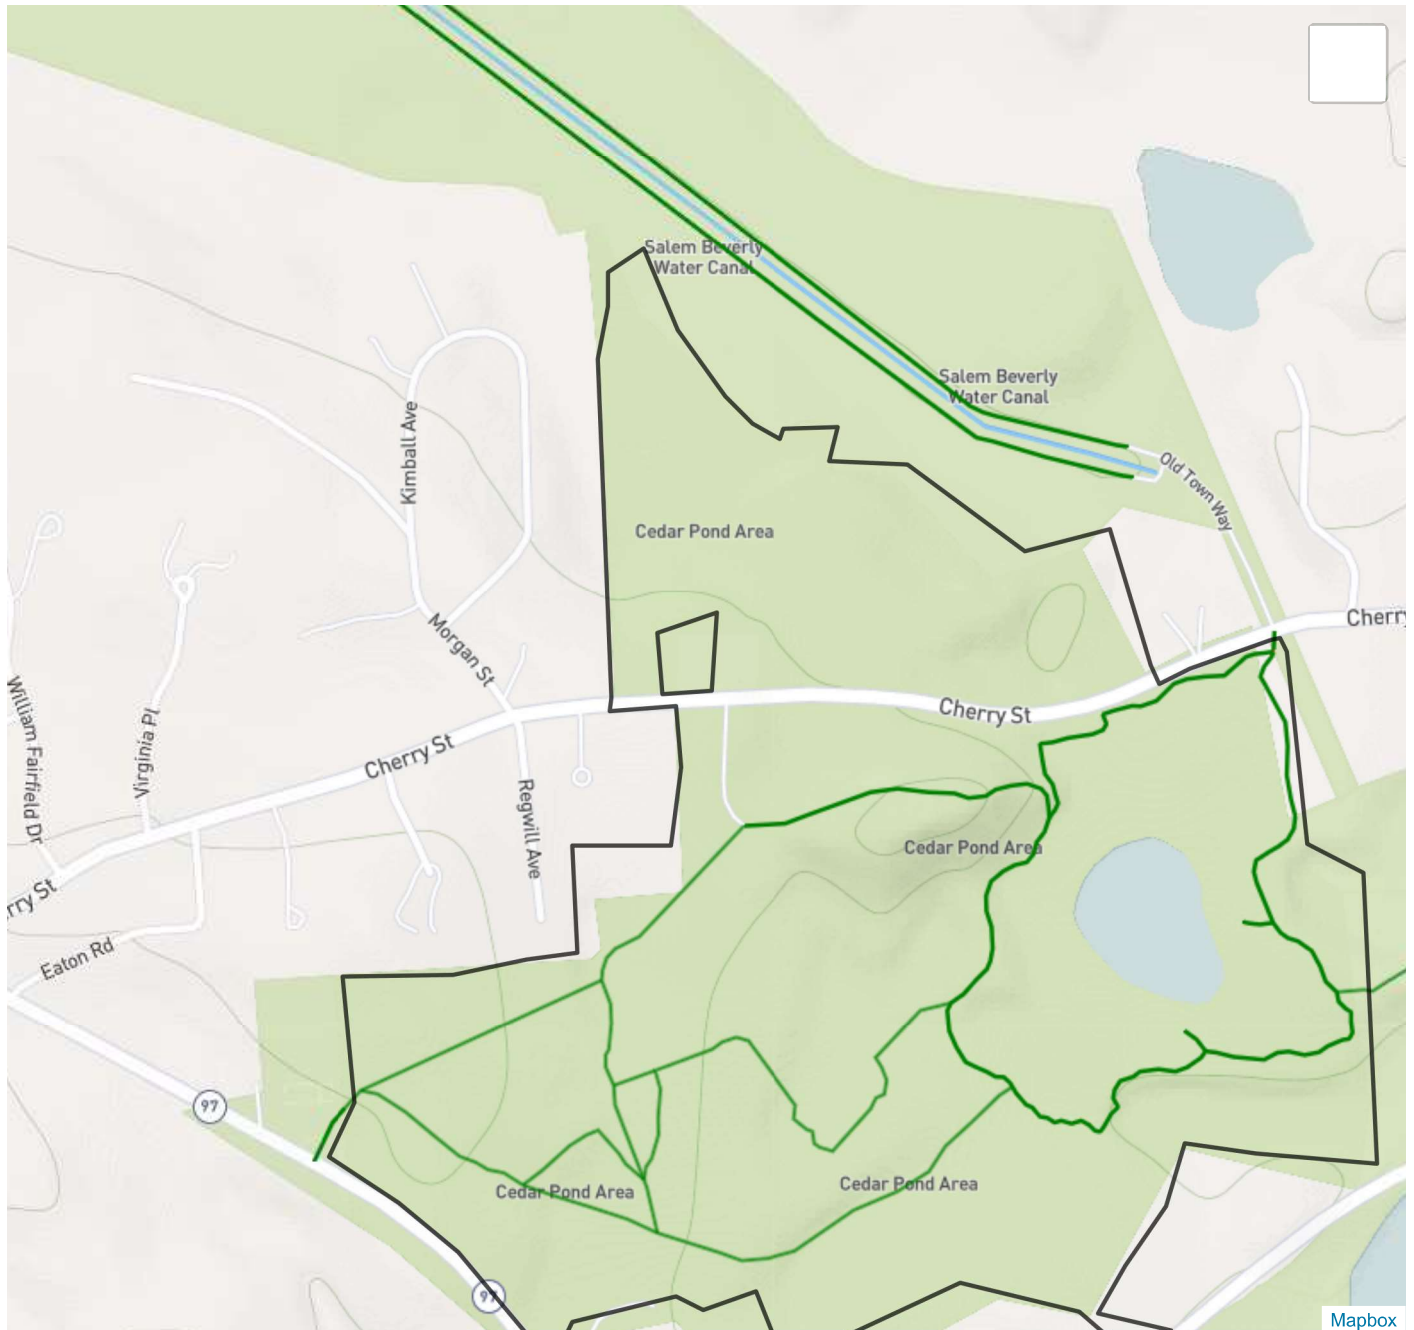 Salem Beverly
Water Canal
Salem Beverly
Water Canal
Kimball Ave
Old Town Way
Cedar Pond Area
Cherry
Morgan St
William Fairfield Dr
Virginia Pl
Cherry St
Cherry St
Regwill Ave
Cedar Pond Area
rry St
Eaton Rd
97
Cedar Pond Area
Cedar Pond Area
97
Mapbox